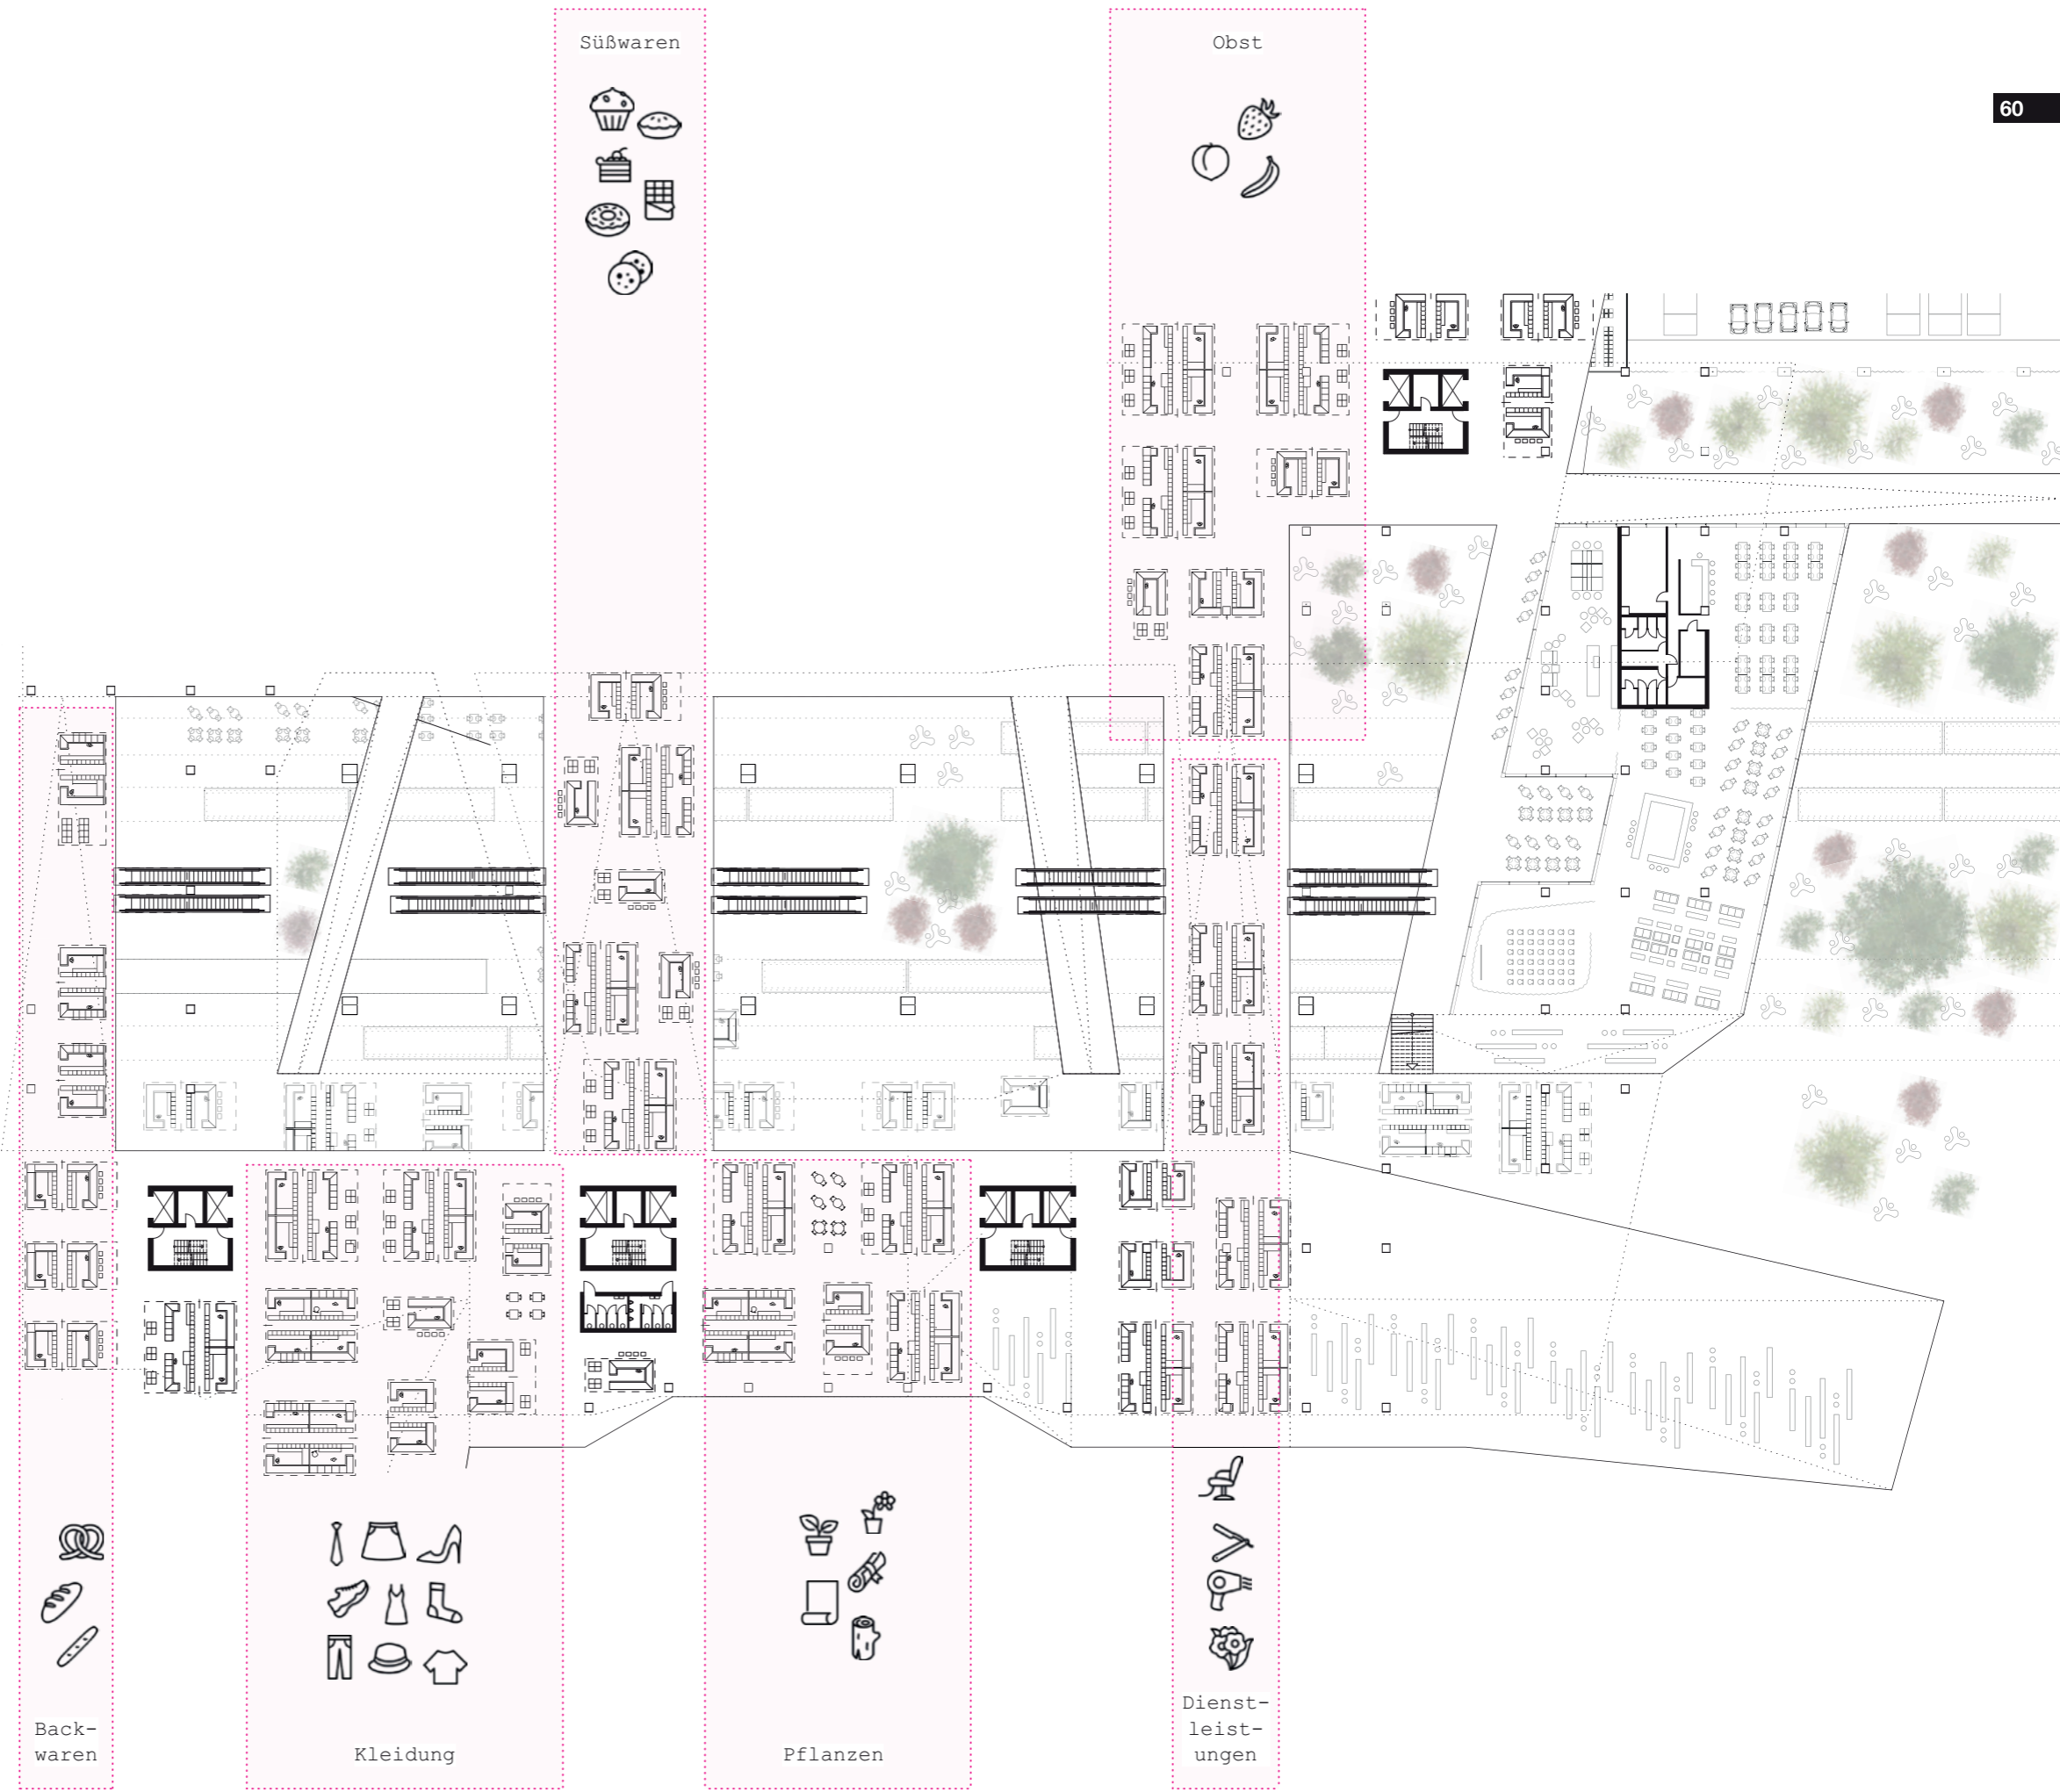 Süßwaren
Obst
60
Back-
waren
Kleidung
Pflanzen
Dienst-
leist-
ungen